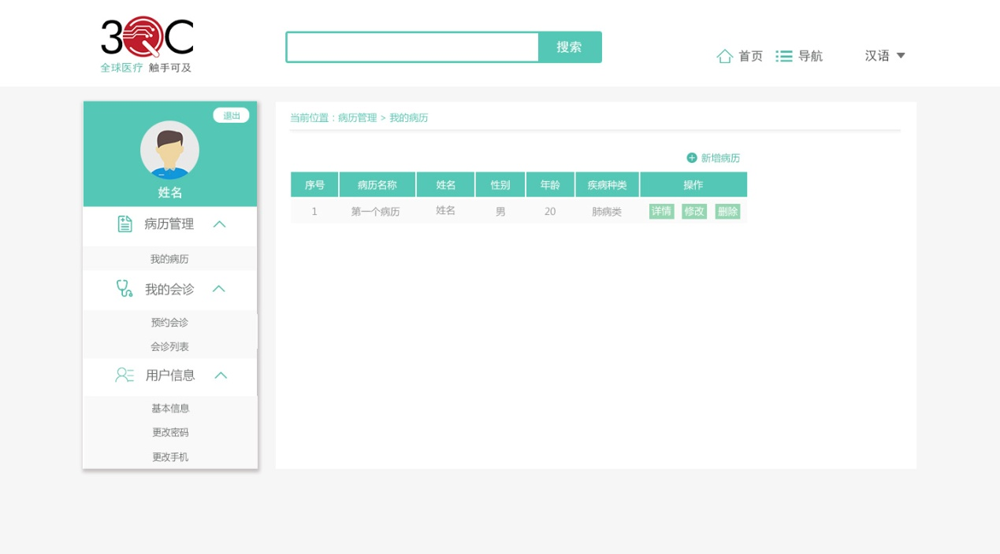 3QC
全球医疗 触手可及
搜索
首页
导航
汉语
退出
姓名
病历管理
我的病历
我的会诊
预约会诊
会诊列表
用户信息
基本信息
更改密码
更改手机
当前位置：病历管理 > 我的病历
新增病历
序号 病历名称 姓名 性别 年龄 疾病种类 操作
1 第一个病历 姓名 男 20 肺病类 详情 修改 删除